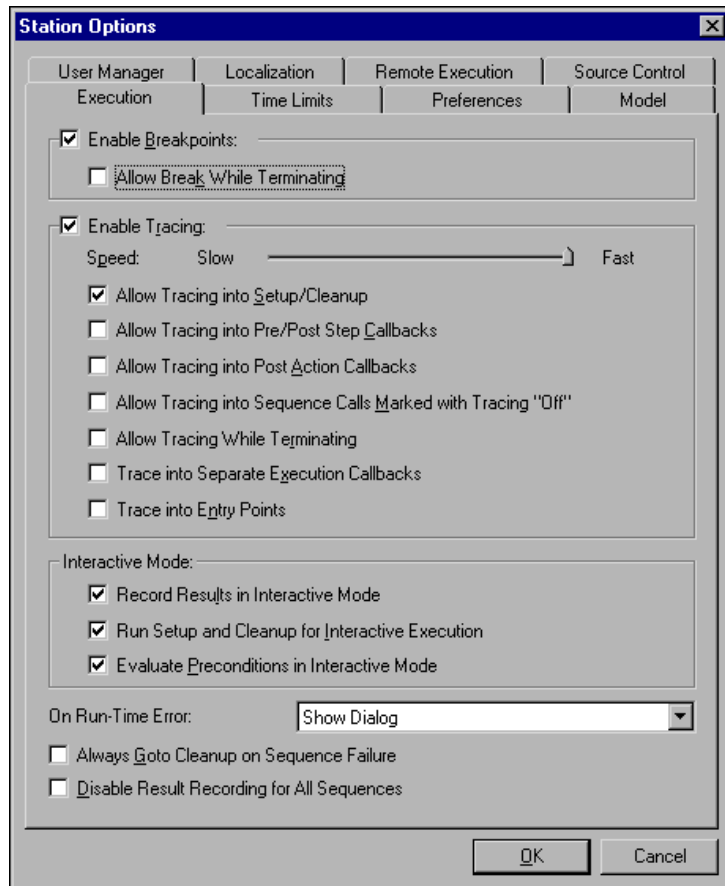 Station Options
User Manager Localization Remote Execution Source Control
Execution Time Limits Preferences Model
Enable Breakpoints:
Allow Break While Terminating
Enable Tracing:
Speed: Slow Fast
Allow Tracing into Setup/Cleanup
Allow Tracing into Pre/Post Step Callbacks
Allow Tracing into Post Action Callbacks
Allow Tracing into Sequence Calls Marked with Tracing "Off"
Allow Tracing While Terminating
Trace into Separate Execution Callbacks
Trace into Entry Points
Interactive Mode:
Record Results in Interactive Mode
Run Setup and Cleanup for Interactive Execution
Evaluate Preconditions in Interactive Mode
On Run-Time Error: Show Dialog
Always Goto Cleanup on Sequence Failure
Disable Result Recording for All Sequences
OK Cancel